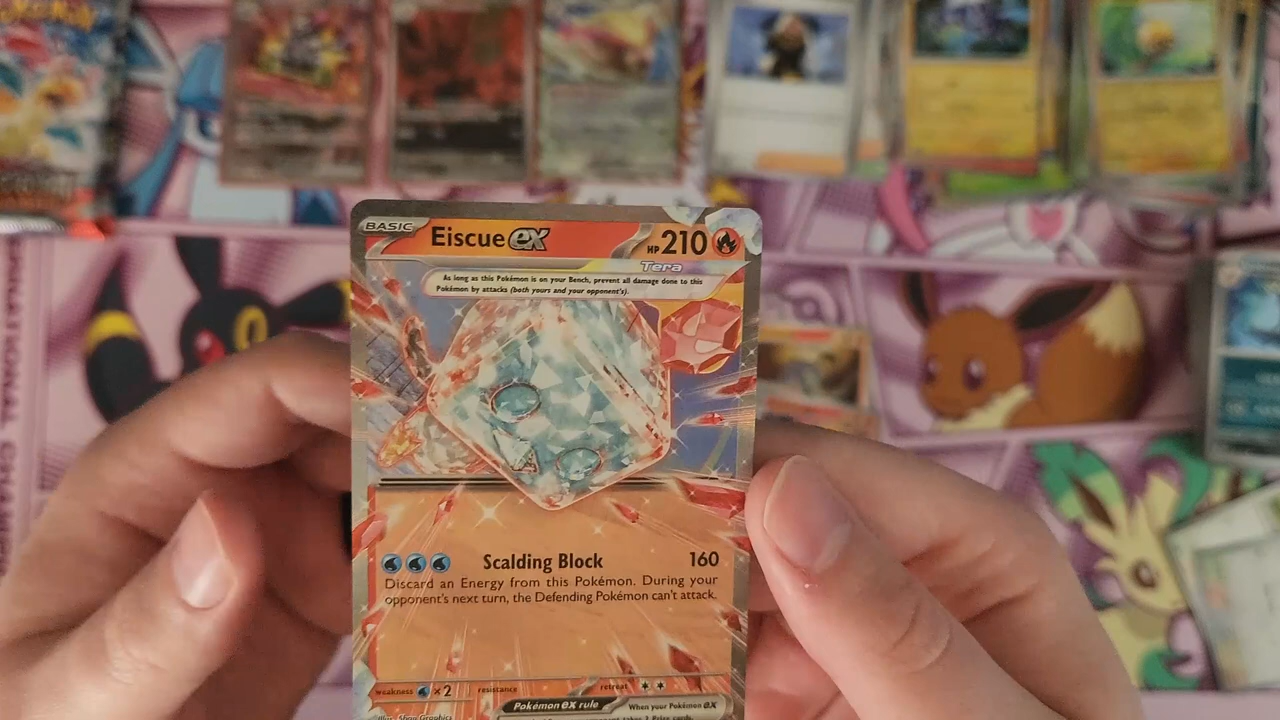 BASIC Eiscue ex HP 210
Tera
As long as this Pokémon is on your Bench, prevent all damage done to this
Pokémon by attacks (both yours and your opponent's).
Scalding Block 160
Discard an Energy from this Pokémon. During your
opponent's next turn, the Defending Pokémon can't attack.
weakness ×2 resistance retreat
Pokémon ex rule When your Pokémon ex